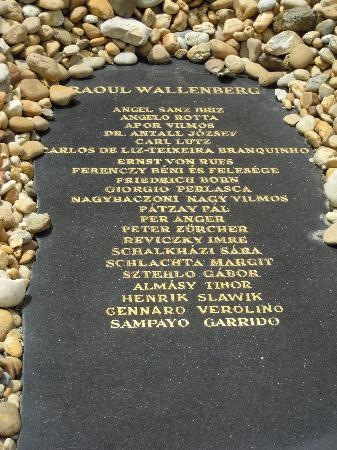 RAOUL WALLENBERG
ANGEL SANZ BRIZ
ANGELO ROTTA
APOR VILMOS
DR. ANTALL JÓZSEF
CARL LUTZ
CARLOS DE LIZ-TEIXEIRA BRANQUINHO
ERNST VON RUFS
FERENCZY BÉNI ÉS FELESÉGE
FRIEDRICH BORN
GIORGIO PERLASCA
NAGYBACZONI NAGY VILMOS
PÁTZAY PÁL
PER ANGER
PETER ZÜRCHER
REVICZKY IMRE
SCHALKHÁZI SÁRA
SCHLACHTA MARGIT
SZTEHLO GÁBOR
ALMÁSY TIBOR
HENRIK SLAWIK
GENNARO VEROLINO
SAMPAYO GARRIDO